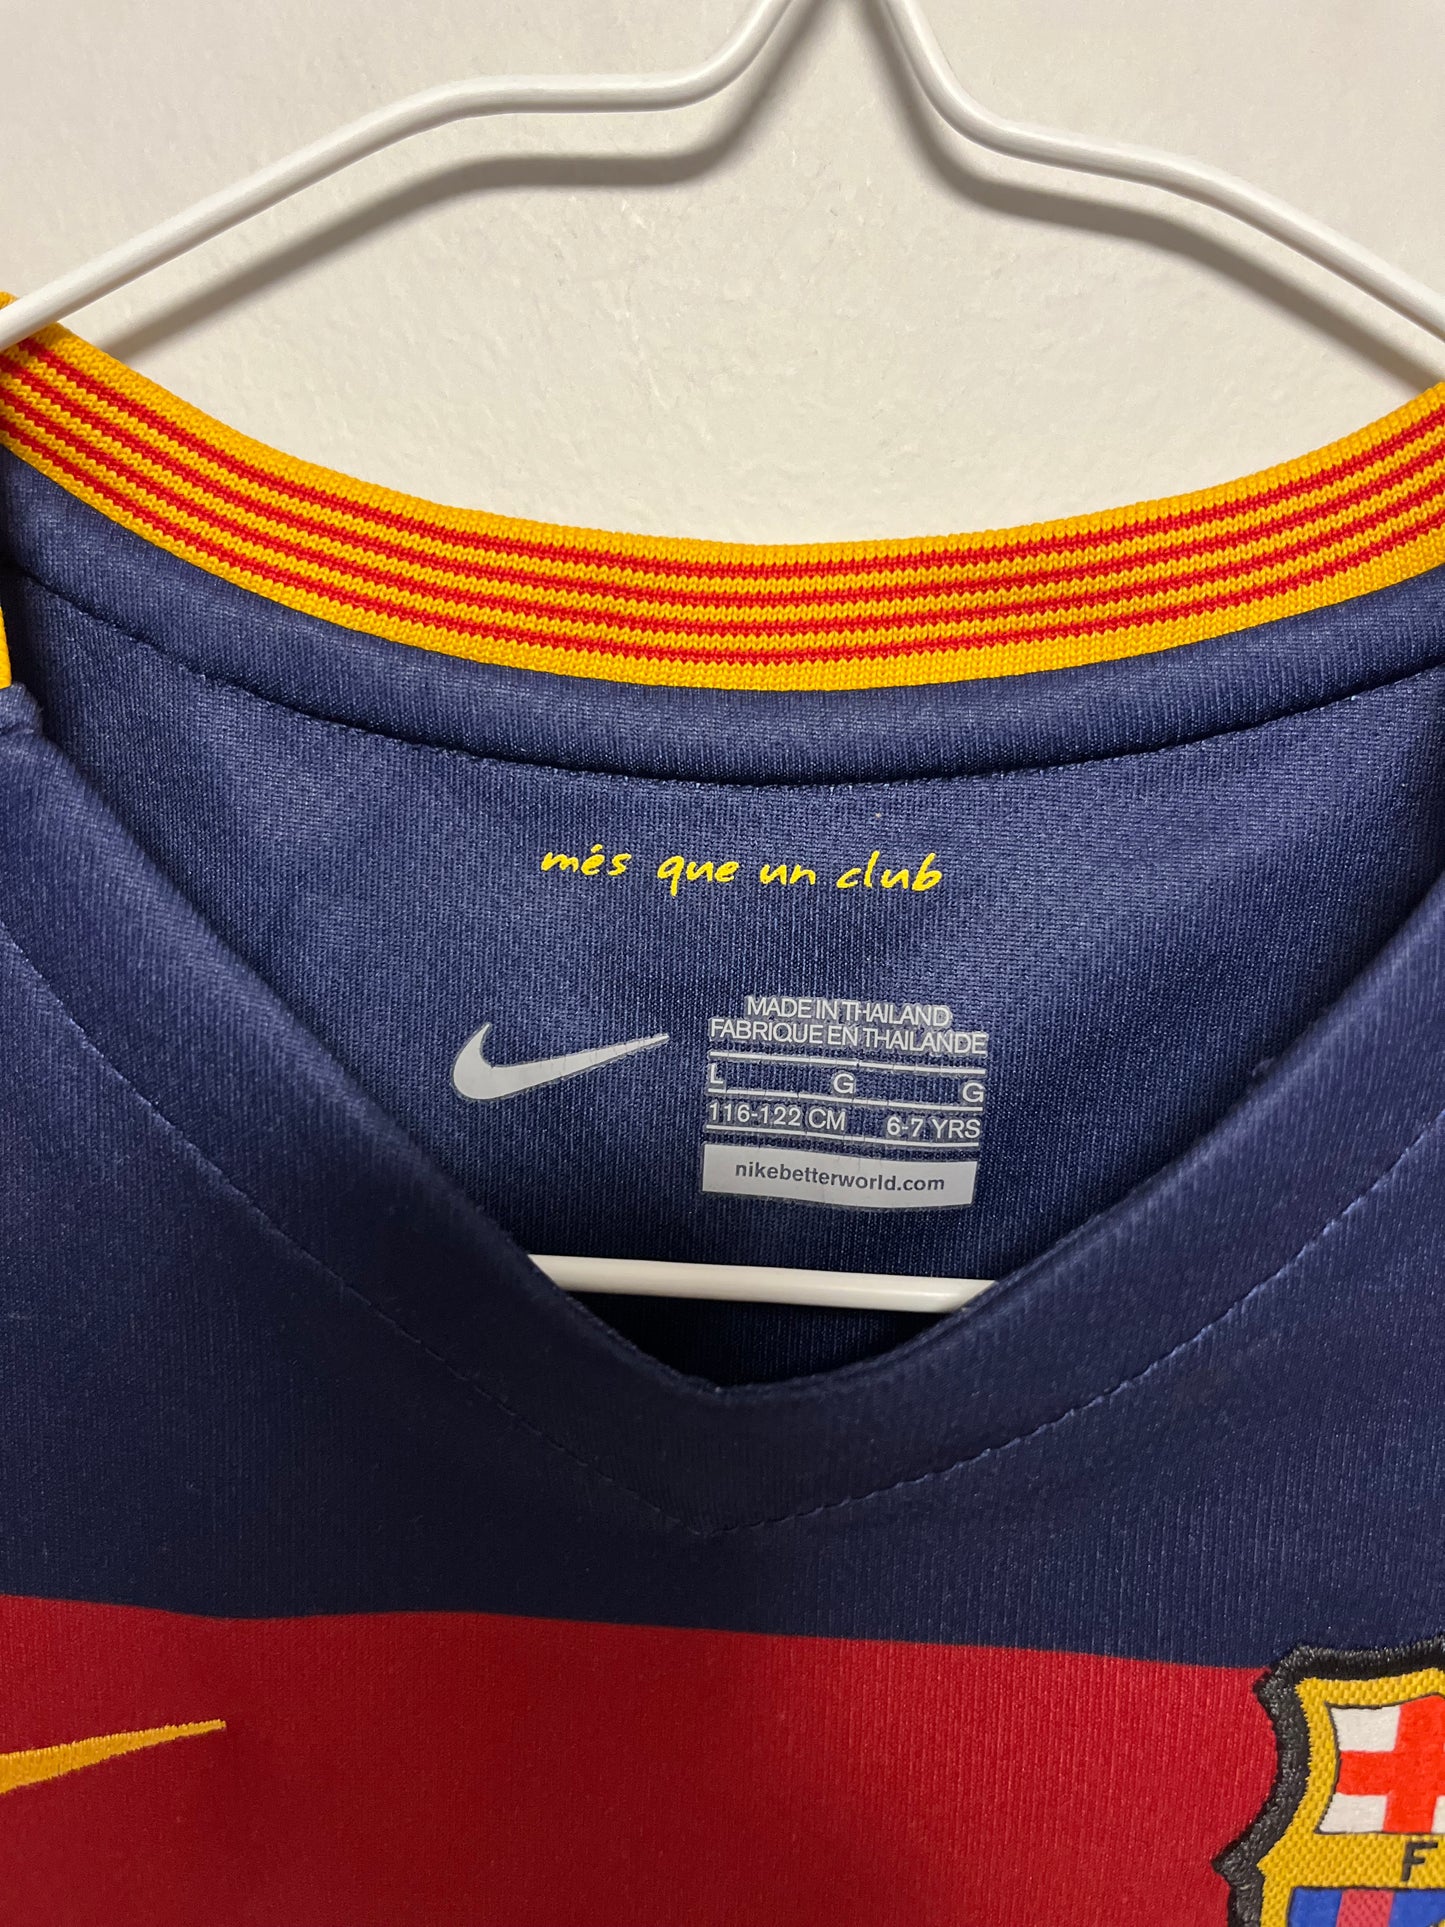 més que un club
MADE IN THAILAND
FABRIQUE EN THAILANDE
L G G
116-122 CM 6-7 YRS
nikebetterworld.com
F